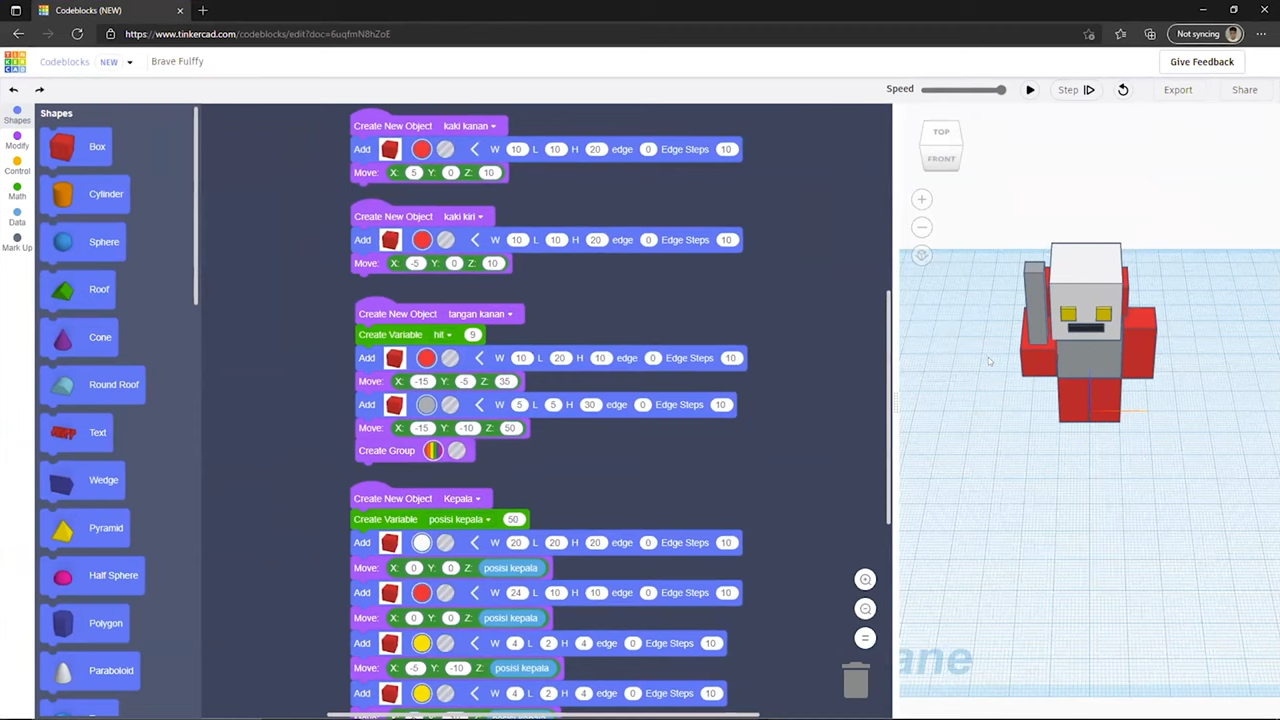 Codeblocks (NEW)
https://www.tinkercad.com/codeblocks/edit?doc=6uqfmN8hZoE
Not syncing
TIN
KER
CAD
Codeblocks NEW
Brave Fulffy
Give Feedback
Speed
Step
Export
Share
Shapes
Modify
Control
Math
Data
Mark Up
Shapes
Box
Cylinder
Sphere
Roof
Cone
Round Roof
Text
Wedge
Pyramid
Half Sphere
Polygon
Paraboloid
Create New Object kaki kanan
Add W 10 L 10 H 20 edge 0 Edge Steps 10
Move: X: 5 Y: 0 Z: 10
Create New Object kaki kiri
Add W 10 L 10 H 20 edge 0 Edge Steps 10
Move: X: -5 Y: 0 Z: 10
Create New Object tangan kanan
Create Variable hit 9
Add W 10 L 20 H 10 edge 0 Edge Steps 10
Move: X: -15 Y: -5 Z: 35
Add W 5 L 5 H 30 edge 0 Edge Steps 10
Move: X: -15 Y: -10 Z: 50
Create Group
Create New Object Kepala
Create Variable posisi kepala 50
Add W 20 L 20 H 20 edge 0 Edge Steps 10
Move: X: 0 Y: 0 Z: posisi kepala
Add W 24 L 10 H 10 edge 0 Edge Steps 10
Move: X: 0 Y: 0 Z: posisi kepala
Add W 4 L 2 H 4 edge 0 Edge Steps 10
Move: X: -5 Y: -10 Z: posisi kepala
Add W 4 L 2 H 4 edge 0 Edge Steps 10
TOP
FRONT
ane